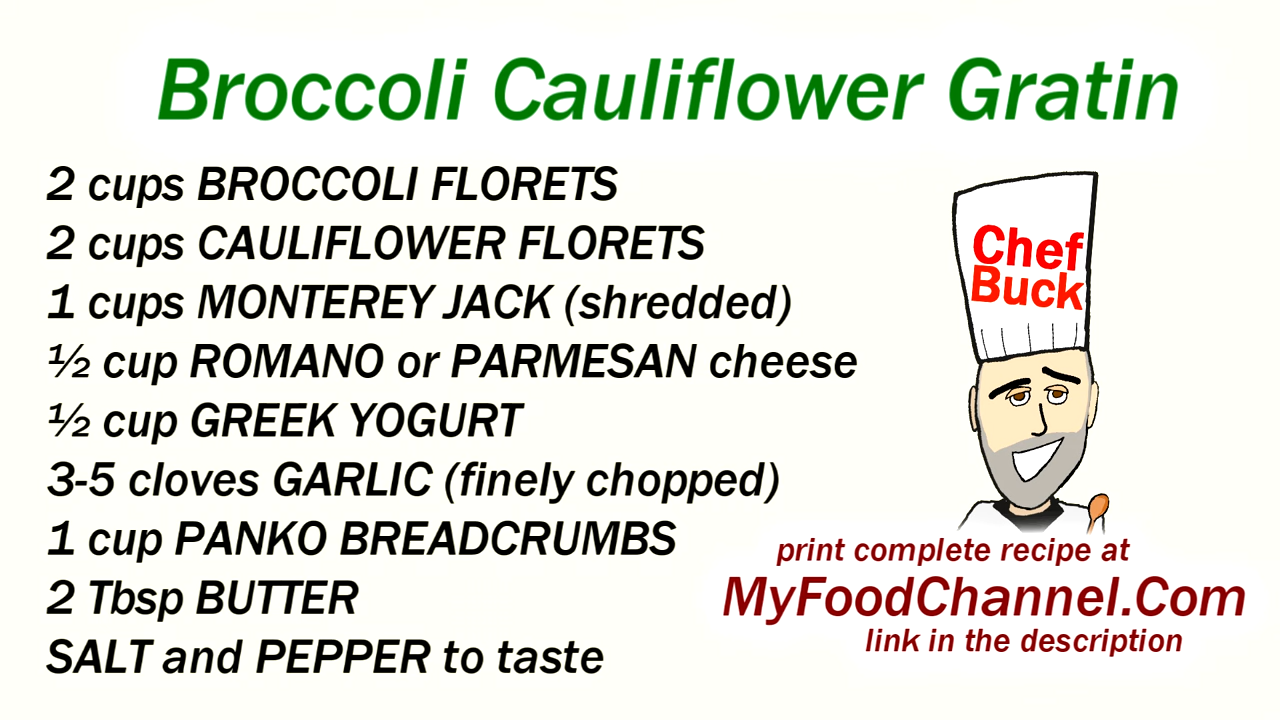 Broccoli Cauliflower Gratin
2 cups BROCCOLI FLORETS
2 cups CAULIFLOWER FLORETS
1 cups MONTEREY JACK (shredded)
½ cup ROMANO or PARMESAN cheese
½ cup GREEK YOGURT
3-5 cloves GARLIC (finely chopped)
1 cup PANKO BREADCRUMBS
2 Tbsp BUTTER
SALT and PEPPER to taste
Chef
Buck
print complete recipe at
MyFoodChannel.Com
link in the description